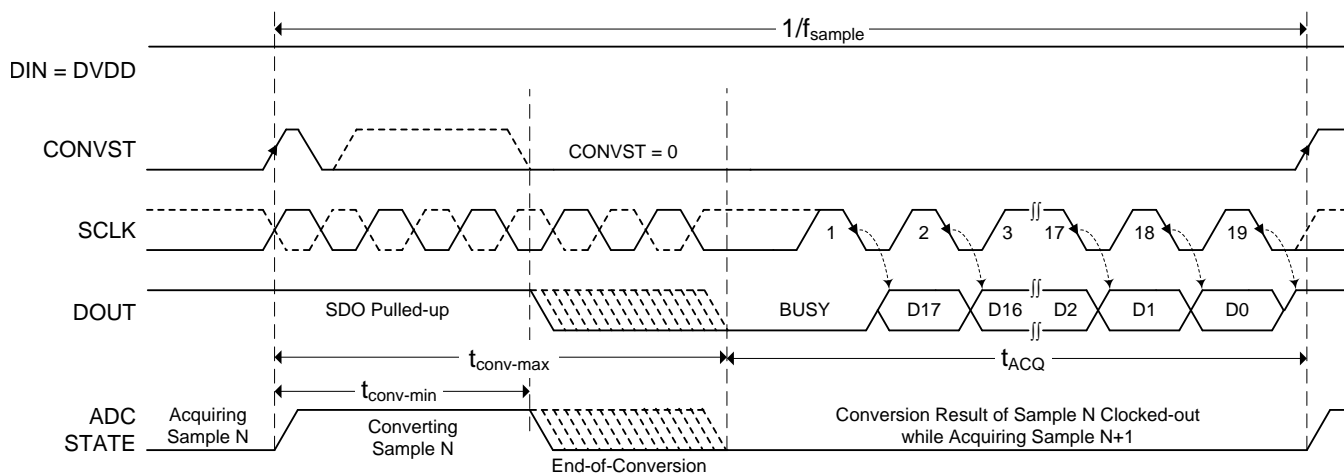 1/fsample
DIN = DVDD
CONVST
CONVST = 0
SCLK
1 2 3 17 18 19
DOUT
SDO Pulled-up
BUSY
D17 D16 D2 D1 D0
tconv-max
tACQ
tconv-min
ADC
STATE
Acquiring
Sample N
Converting
Sample N
End-of-Conversion
Conversion Result of Sample N Clocked-out
while Acquiring Sample N+1